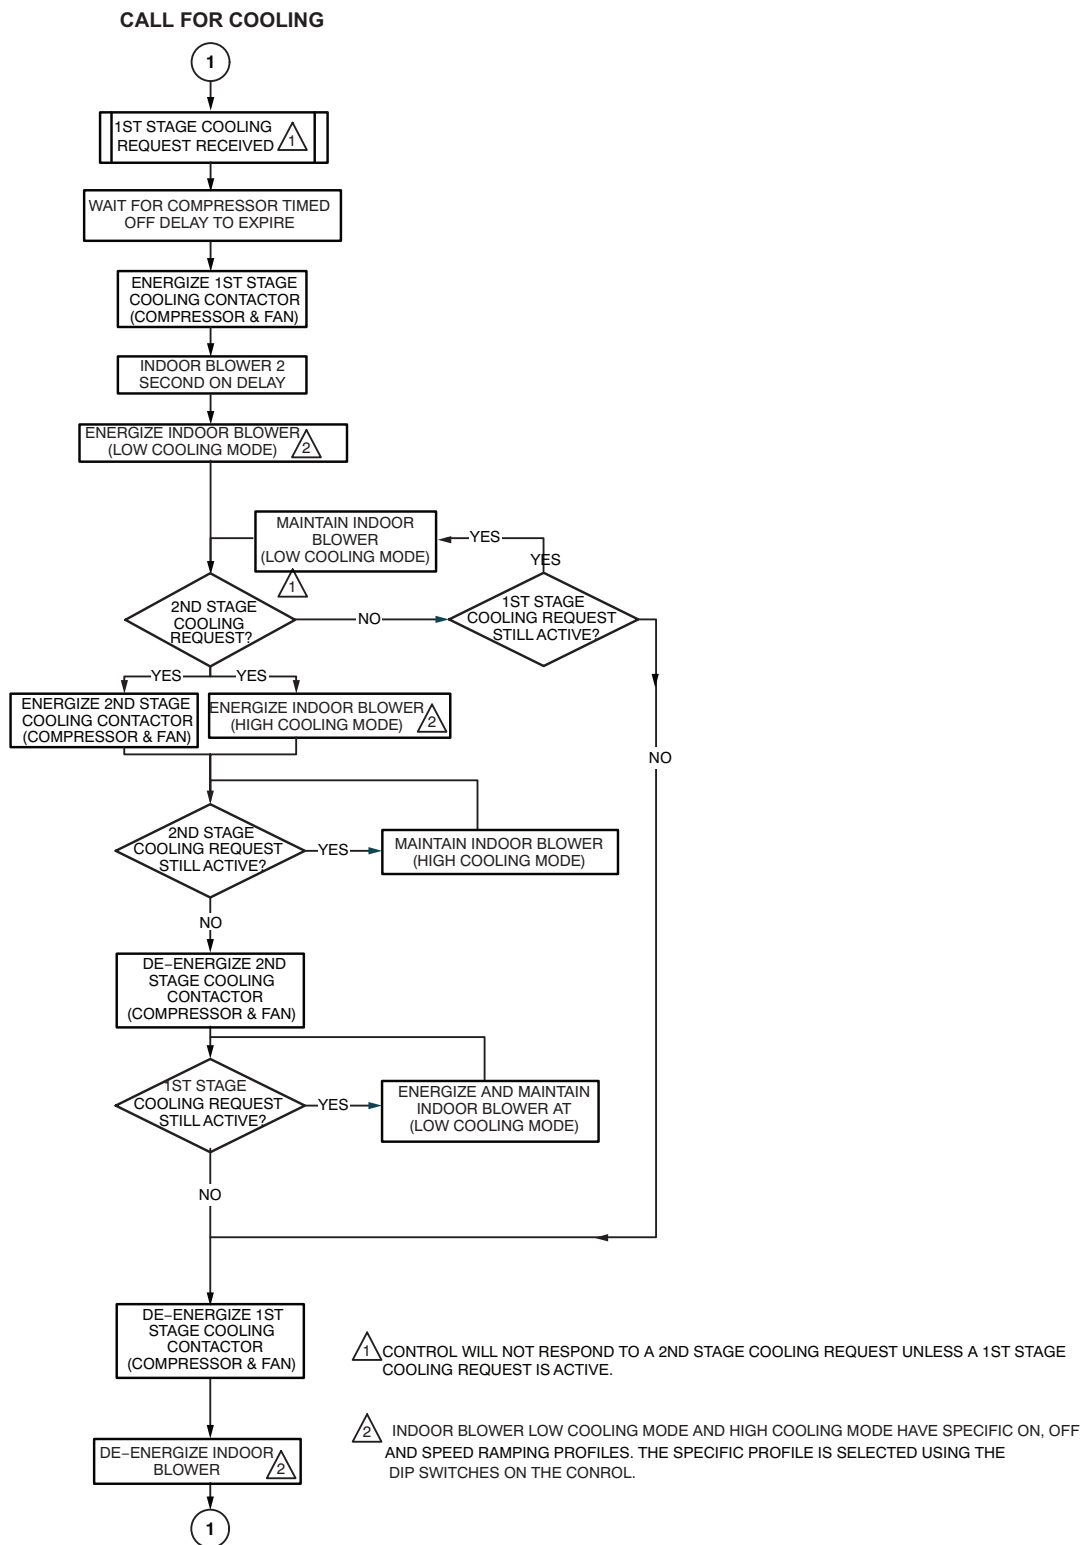 CALL FOR COOLING
1
1ST STAGE COOLING
REQUEST RECEIVED 1
WAIT FOR COMPRESSOR TIMED
OFF DELAY TO EXPIRE
ENERGIZE 1ST STAGE
COOLING CONTACTOR
(COMPRESSOR & FAN)
INDOOR BLOWER 2
SECOND ON DELAY
ENERGIZE INDOOR BLOWER
(LOW COOLING MODE) 2
MAINTAIN INDOOR
BLOWER
(LOW COOLING MODE)
1
YES
YES
2ND STAGE
COOLING
REQUEST?
NO
1ST STAGE
COOLING REQUEST
STILL ACTIVE?
YES
YES
ENERGIZE 2ND STAGE
COOLING CONTACTOR
(COMPRESSOR & FAN)
ENERGIZE INDOOR BLOWER
(HIGH COOLING MODE) 2
NO
2ND STAGE
COOLING REQUEST
STILL ACTIVE?
YES
MAINTAIN INDOOR BLOWER
(HIGH COOLING MODE)
NO
DE–ENERGIZE 2ND
STAGE COOLING
CONTACTOR
(COMPRESSOR & FAN)
1ST STAGE
COOLING REQUEST
STILL ACTIVE?
YES
ENERGIZE AND MAINTAIN
INDOOR BLOWER AT
(LOW COOLING MODE)
NO
DE–ENERGIZE 1ST
STAGE COOLING
CONTACTOR
(COMPRESSOR & FAN)
1 CONTROL WILL NOT RESPOND TO A 2ND STAGE COOLING REQUEST UNLESS A 1ST STAGE
COOLING REQUEST IS ACTIVE.
2 INDOOR BLOWER LOW COOLING MODE AND HIGH COOLING MODE HAVE SPECIFIC ON, OFF
AND SPEED RAMPING PROFILES. THE SPECIFIC PROFILE IS SELECTED USING THE
DIP SWITCHES ON THE CONROL.
DE–ENERGIZE INDOOR
BLOWER 2
1